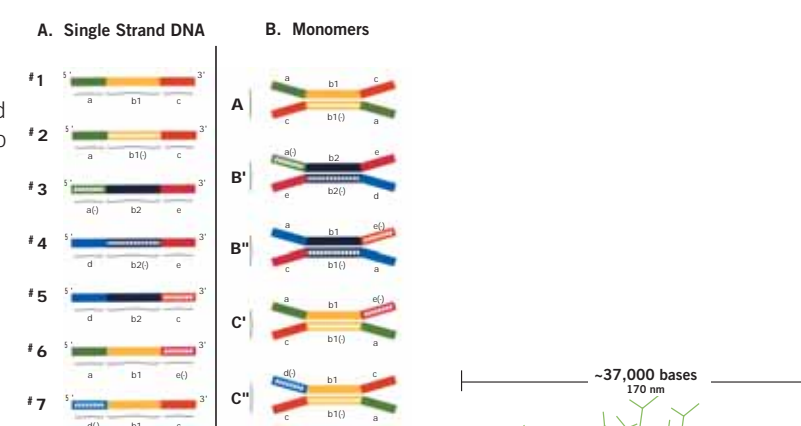 A. Single Strand DNA
#1
5'
3'
a
b1
c
#2
5'
3'
a
b1(-)
c
#3
5'
3'
a(-)
b2
e
#4
5'
3'
d
b2(-)
e
#5
5'
3'
d
b2
c
#6
5'
3'
a
b1
e(-)
#7
5'
3'
d(-)
b1
c
B. Monomers
A
a
b1
c
c
b1(-)
a
B'
a(-)
b2
e
e
b2(-)
d
B"
a
b1
e(-)
c
b1(-)
a
C'
a
b1
e(-)
c
b1(-)
a
C"
d(-)
b1
c
c
b1(-)
a
~37,000 bases
170 nm